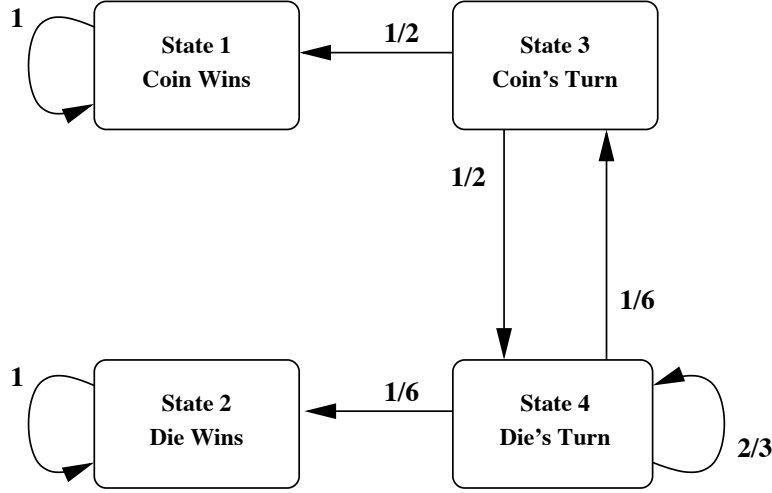 1
State 1
Coin Wins
1/2
State 3
Coin's Turn
1/2
1/6
1
State 2
Die Wins
1/6
State 4
Die's Turn
2/3